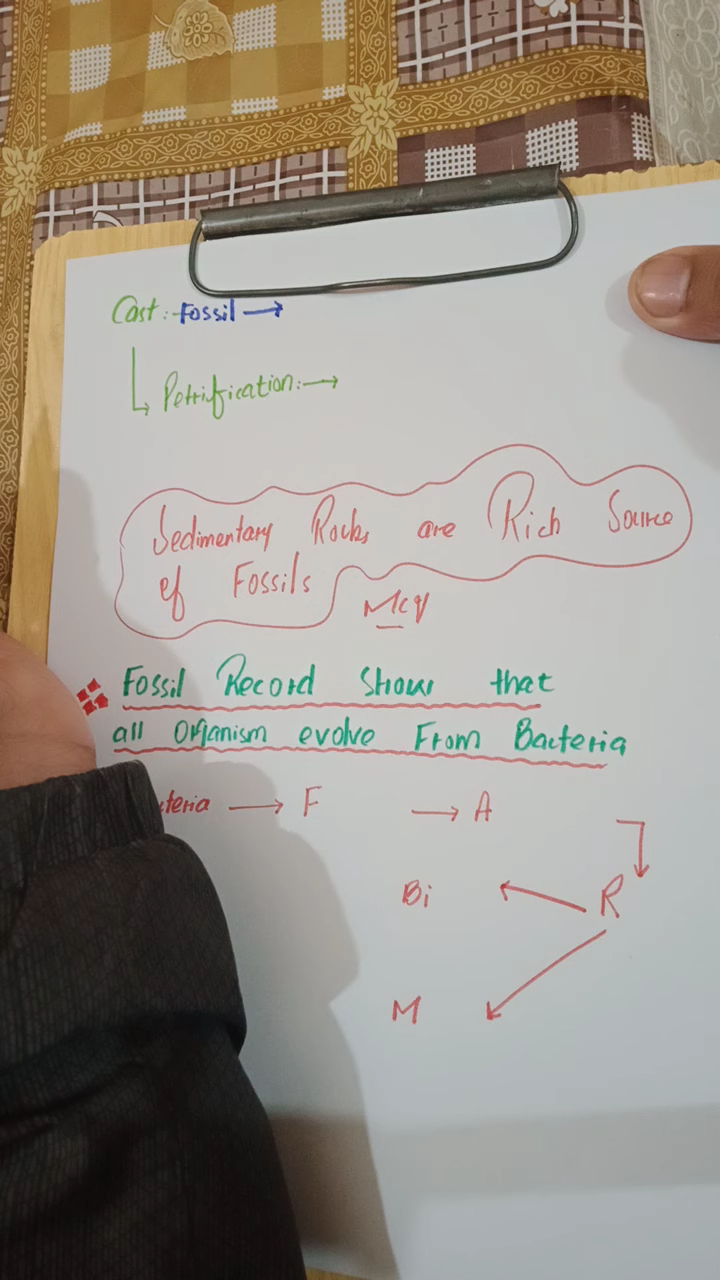 Cast:- Fossil →
↳ Petrification:- →
Sedimentary Rocks are Rich Source
of Fossils
Mcq
Fossil Record Show that
all Organism evolve From Bacteria
teria → F → A
Bi ← R
M